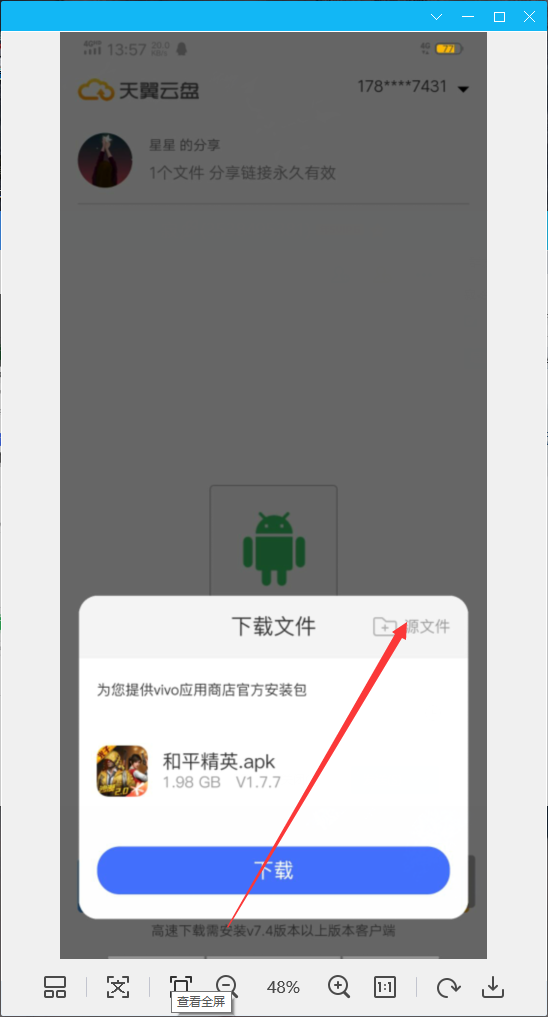 13:57 20.0 KB/s 4G 77
天翼云盘
178****7431
星星 的分享
1个文件 分享链接永久有效
下载文件
源文件
为您提供vivo应用商店官方安装包
和平精英.apk
1.98 GB V1.7.7
下载
高速下载需安装v7.4版本以上版本客户端
文
48%
1:1
查看全屏